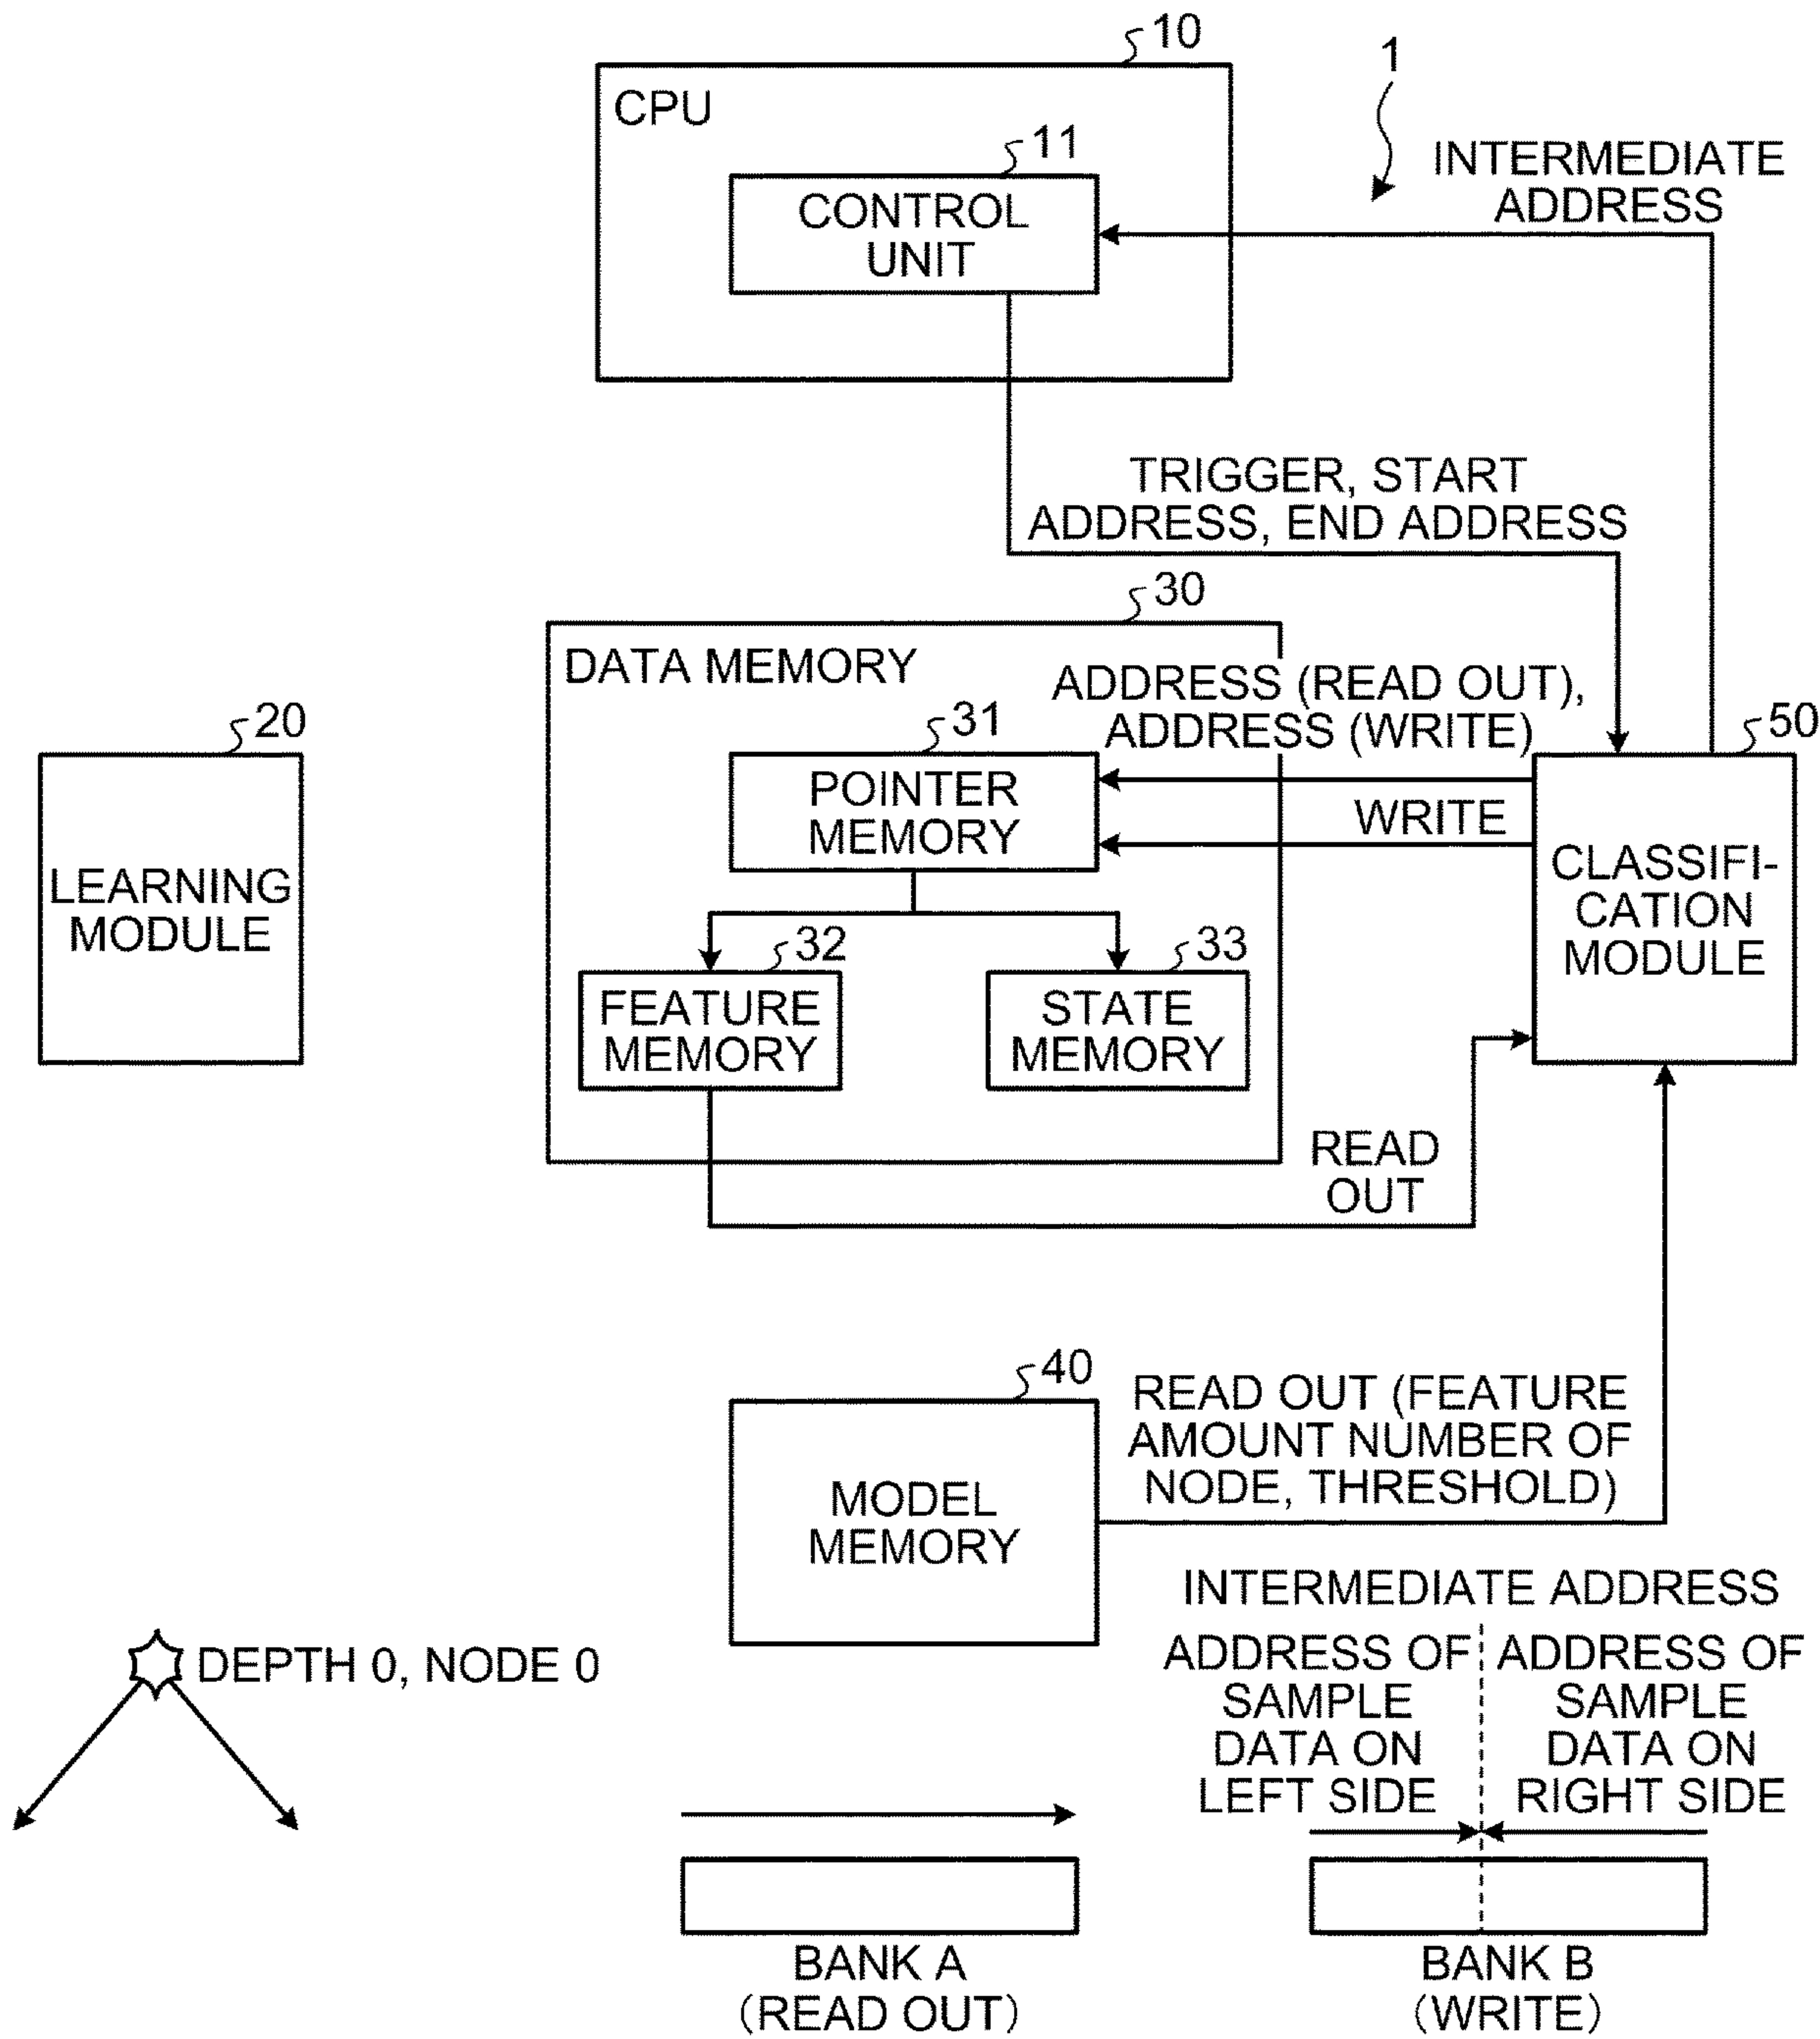 10
1
CPU
11
CONTROL
UNIT
INTERMEDIATE
ADDRESS
TRIGGER, START
ADDRESS, END ADDRESS
30
DATA MEMORY
ADDRESS (READ OUT),
ADDRESS (WRITE)
20
31
50
POINTER
MEMORY
WRITE
LEARNING
MODULE
CLASSIFI-
CATION
MODULE
32
33
FEATURE
MEMORY
STATE
MEMORY
READ
OUT
40
MODEL
MEMORY
READ OUT (FEATURE
AMOUNT NUMBER OF
NODE, THRESHOLD)
INTERMEDIATE ADDRESS
DEPTH 0, NODE 0
ADDRESS OF
SAMPLE
DATA ON
LEFT SIDE
ADDRESS OF
SAMPLE
DATA ON
RIGHT SIDE
BANK A
(READ OUT)
BANK B
(WRITE)